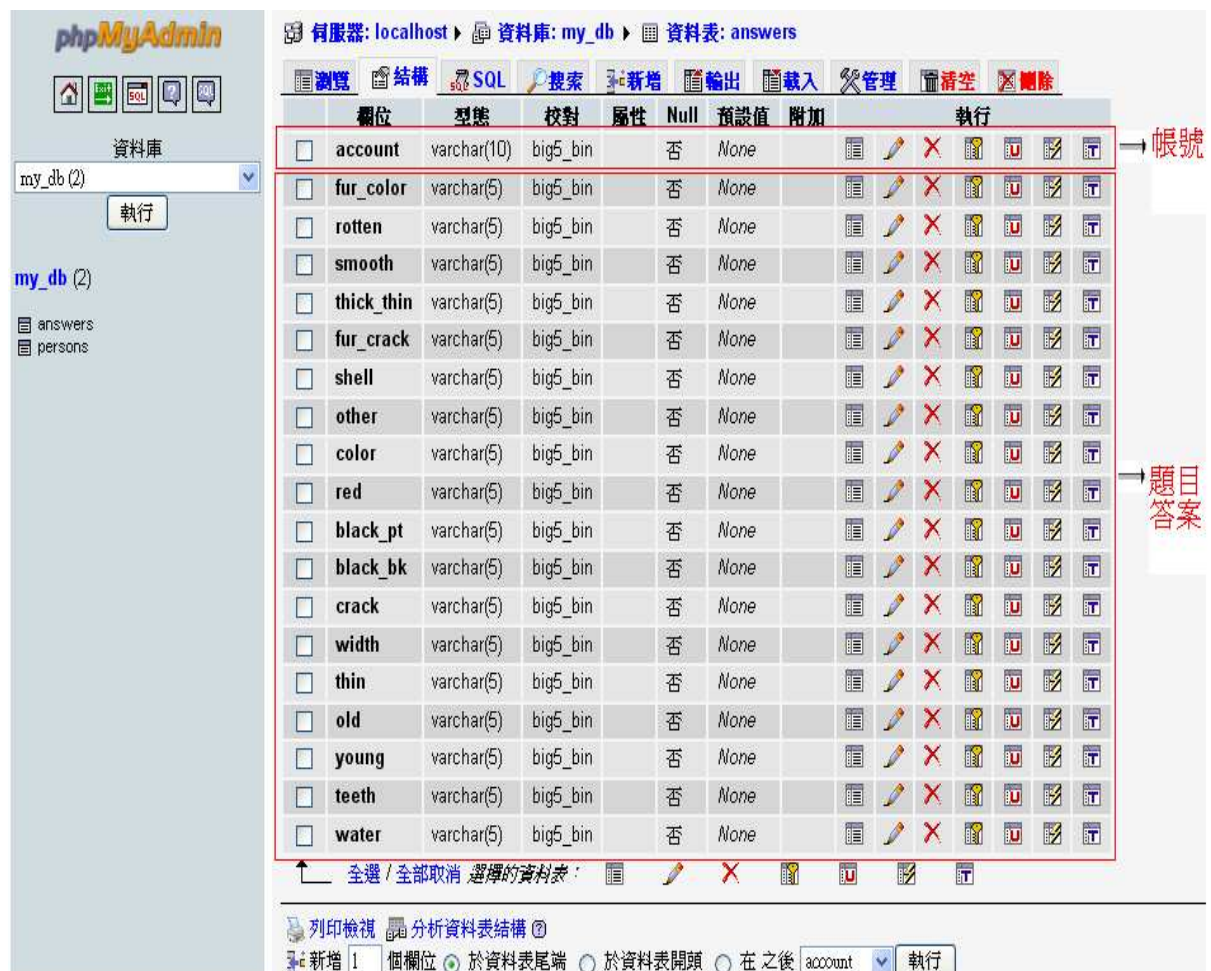 phpMyAdmin
Exit SQL ? SQL
資料庫
my_db (2)
執行
my_db (2)
answers
persons
伺服器: localhost ▸ 資料庫: my_db ▸ 資料表: answers
瀏覽 結構 SQL 搜索 新增 輸出 載入 管理 清空 刪除
欄位 型態 校對 屬性 Null 預設值 附加 執行
account varchar(10) big5_bin 否 None
fur_color varchar(5) big5_bin 否 None
rotten varchar(5) big5_bin 否 None
smooth varchar(5) big5_bin 否 None
thick_thin varchar(5) big5_bin 否 None
fur_crack varchar(5) big5_bin 否 None
shell varchar(5) big5_bin 否 None
other varchar(5) big5_bin 否 None
color varchar(5) big5_bin 否 None
red varchar(5) big5_bin 否 None
black_pt varchar(5) big5_bin 否 None
black_bk varchar(5) big5_bin 否 None
crack varchar(5) big5_bin 否 None
width varchar(5) big5_bin 否 None
thin varchar(5) big5_bin 否 None
old varchar(5) big5_bin 否 None
young varchar(5) big5_bin 否 None
teeth varchar(5) big5_bin 否 None
water varchar(5) big5_bin 否 None
帳號
題目
答案
全選 / 全部取消 選擇的資料表：
列印檢視 分析資料表結構
新增 1 個欄位 於資料表尾端 於資料表開頭 在 之後 account 執行